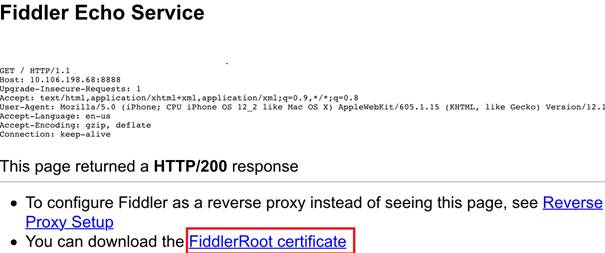 Fiddler Echo Service
GET / HTTP/1.1
Host: 10.106.198.68:8888
Upgrade-Insecure-Requests: 1
Accept: text/html,application/xhtml+xml,application/xml;q=0.9,*/*;q=0.8
User-Agent: Mozilla/5.0 (iPhone; CPU iPhone OS 12_2 like Mac OS X) AppleWebKit/605.1.15 (KHTML, like Gecko) Version/12.1
Accept-Language: en-us
Accept-Encoding: gzip, deflate
Connection: keep-alive
This page returned a HTTP/200 response
• To configure Fiddler as a reverse proxy instead of seeing this page, see Reverse
Proxy Setup
• You can download the FiddlerRoot certificate